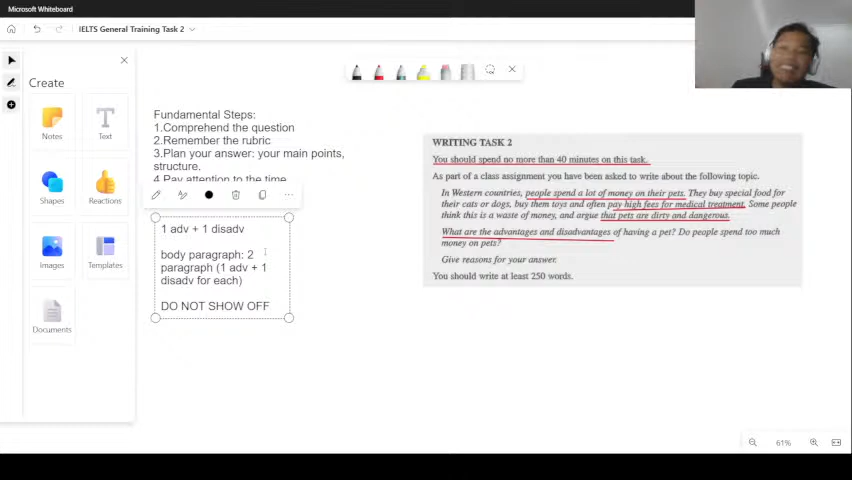 Microsoft Whiteboard
IELTS General Training Task 2
Create
Notes
Text
Shapes
Reactions
Images
Templates
Documents
Fundamental Steps:
1.Comprehend the question
2.Remember the rubric
3.Plan your answer: your main points,
structure.
4.Pay attention to the time
1 adv + 1 disadv
body paragraph: 2
paragraph (1 adv + 1
disadv for each)
DO NOT SHOW OFF
WRITING TASK 2
You should spend no more than 40 minutes on this task.
As part of a class assignment you have been asked to write about the following topic.
In Western countries, people spend a lot of money on their pets. They buy special food for
their cats or dogs, buy them toys and often pay high fees for medical treatment. Some people
think this is a waste of money, and argue that pets are dirty and dangerous.
What are the advantages and disadvantages of having a pet? Do people spend too much
money on pets?
Give reasons for your answer.
You should write at least 250 words.
61%